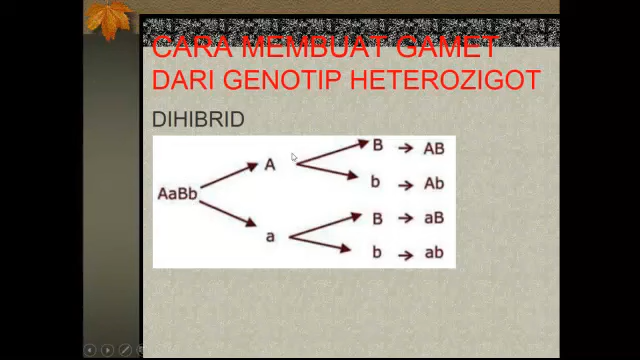 CARA MEMBUAT GAMET
DARI GENOTIP HETEROZIGOT
DIHIBRID
AaBb
A
B → AB
b → Ab
a
B → aB
b → ab